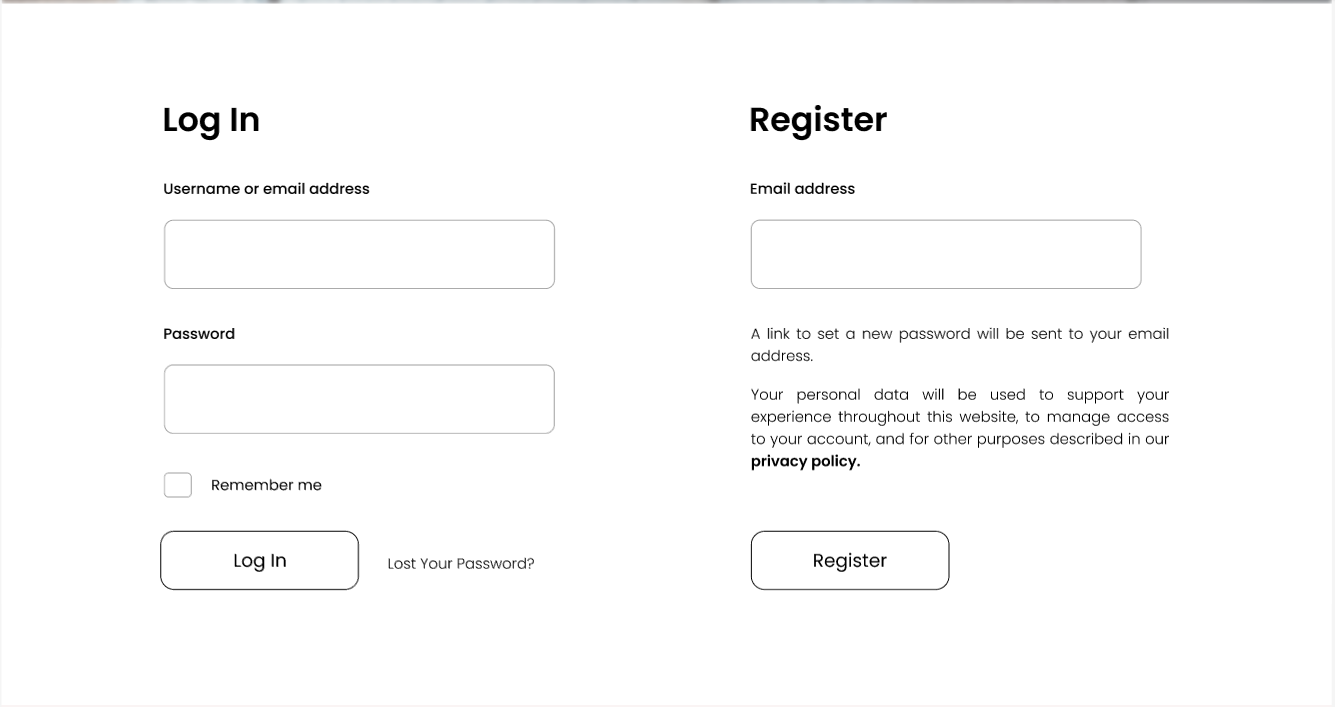 Log In
Username or email address
Password
Remember me
Log In
Lost Your Password?
Register
Email address
A link to set a new password will be sent to your email
address.
Your personal data will be used to support your
experience throughout this website, to manage access
to your account, and for other purposes described in our
privacy policy.
Register